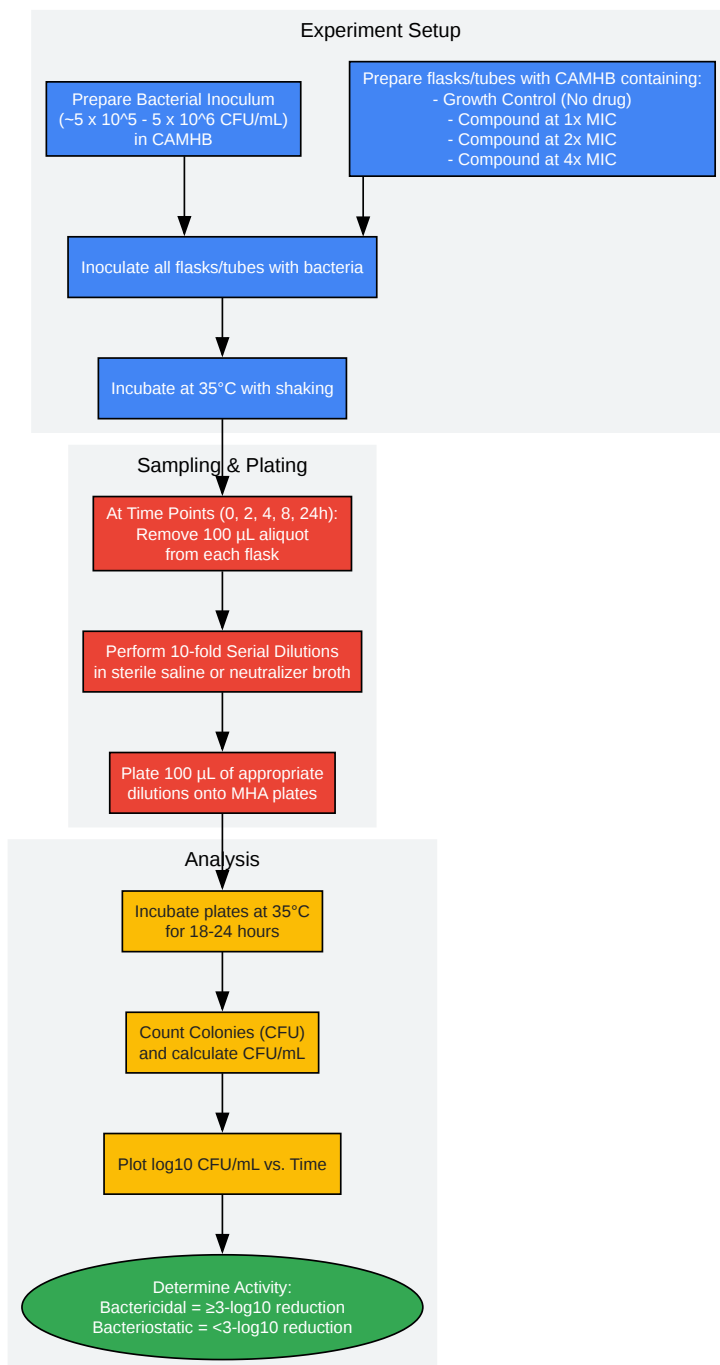 Experiment Setup
Prepare Bacterial Inoculum
(~5 x 10^5 - 5 x 10^6 CFU/mL)
in CAMHB
Prepare flasks/tubes with CAMHB containing:
- Growth Control (No drug)
- Compound at 1x MIC
- Compound at 2x MIC
- Compound at 4x MIC
Inoculate all flasks/tubes with bacteria
Incubate at 35°C with shaking
Sampling & Plating
At Time Points (0, 2, 4, 8, 24h):
Remove 100 µL aliquot
from each flask
Perform 10-fold Serial Dilutions
in sterile saline or neutralizer broth
Plate 100 µL of appropriate
dilutions onto MHA plates
Analysis
Incubate plates at 35°C
for 18-24 hours
Count Colonies (CFU)
and calculate CFU/mL
Plot log10 CFU/mL vs. Time
Determine Activity:
Bactericidal = ≥3-log10 reduction
Bacteriostatic = <3-log10 reduction